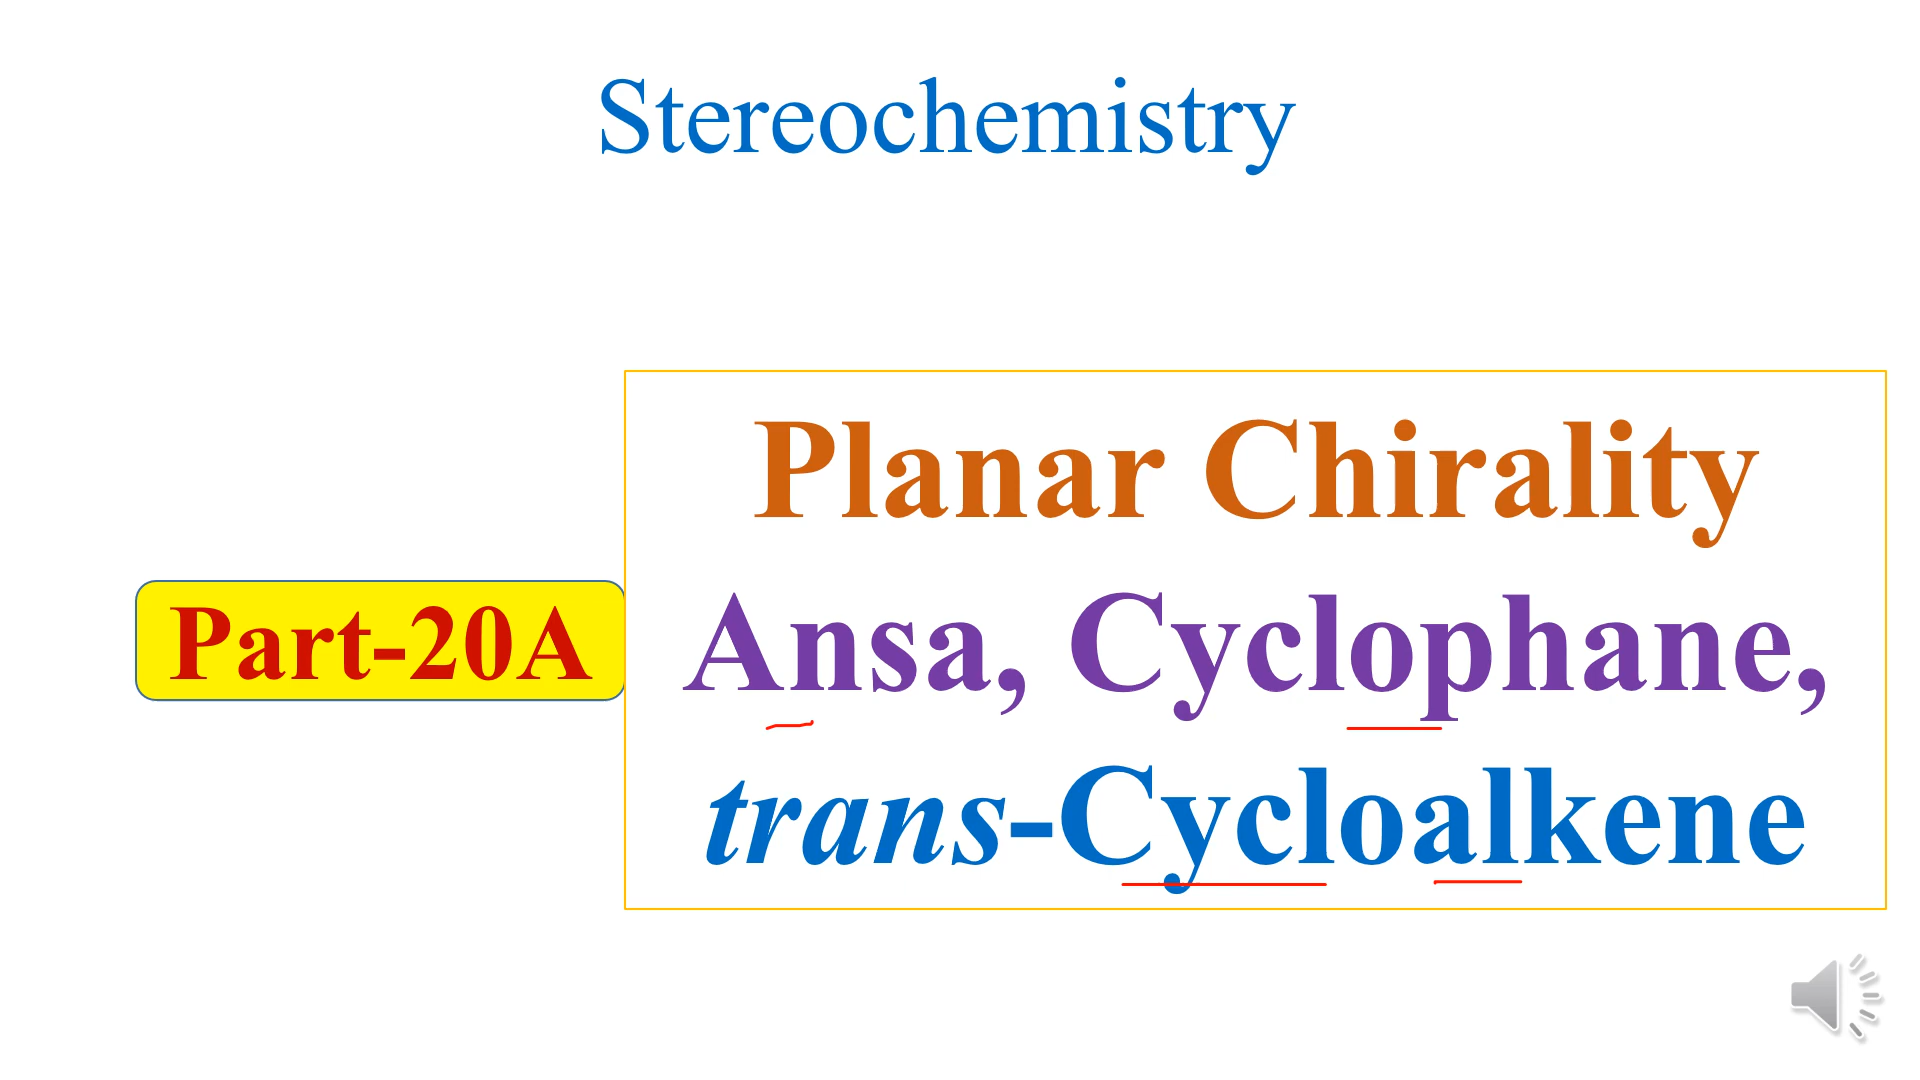 Stereochemistry
Planar Chirality
Part-20A
Ansa, Cyclophane,
trans-Cycloalkene